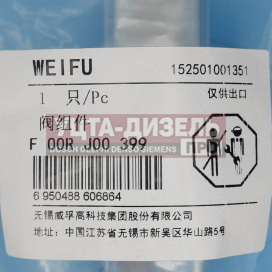 WEIFU
152501001351
1 只/Pc
仅供出口
阀组件
ДТА-ДИЗЕЛЬ
F 00R J00 399
6 950488 606864
无锡威孚高科技集团股份有限公司
地址：中国江苏省无锡市新吴区华山路5号